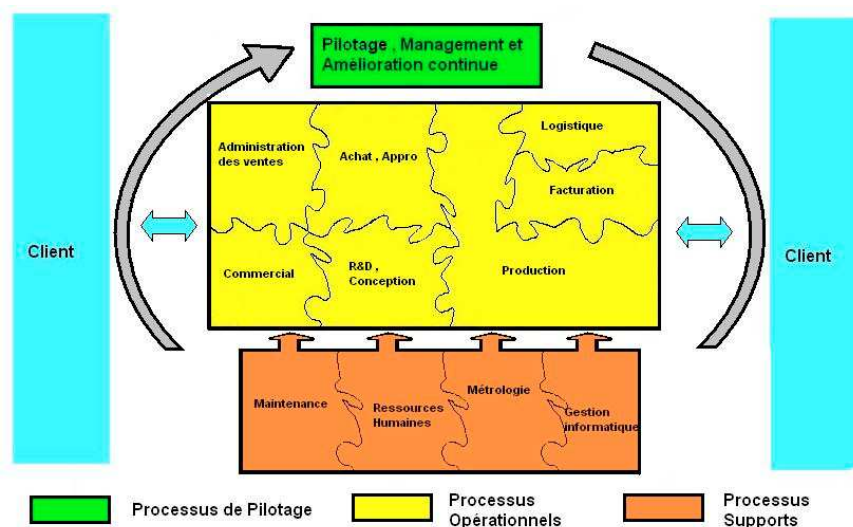 Pilotage , Management et
Amélioration continue
Logistique
Administration
des ventes
Achat , Appro
Facturation
Client
Client
Commercial
R&D ,
Conception
Production
Maintenance
Ressources
Humaines
Métrologie
Gestion
informatique
Processus de Pilotage
Processus
Opérationnels
Processus
Supports